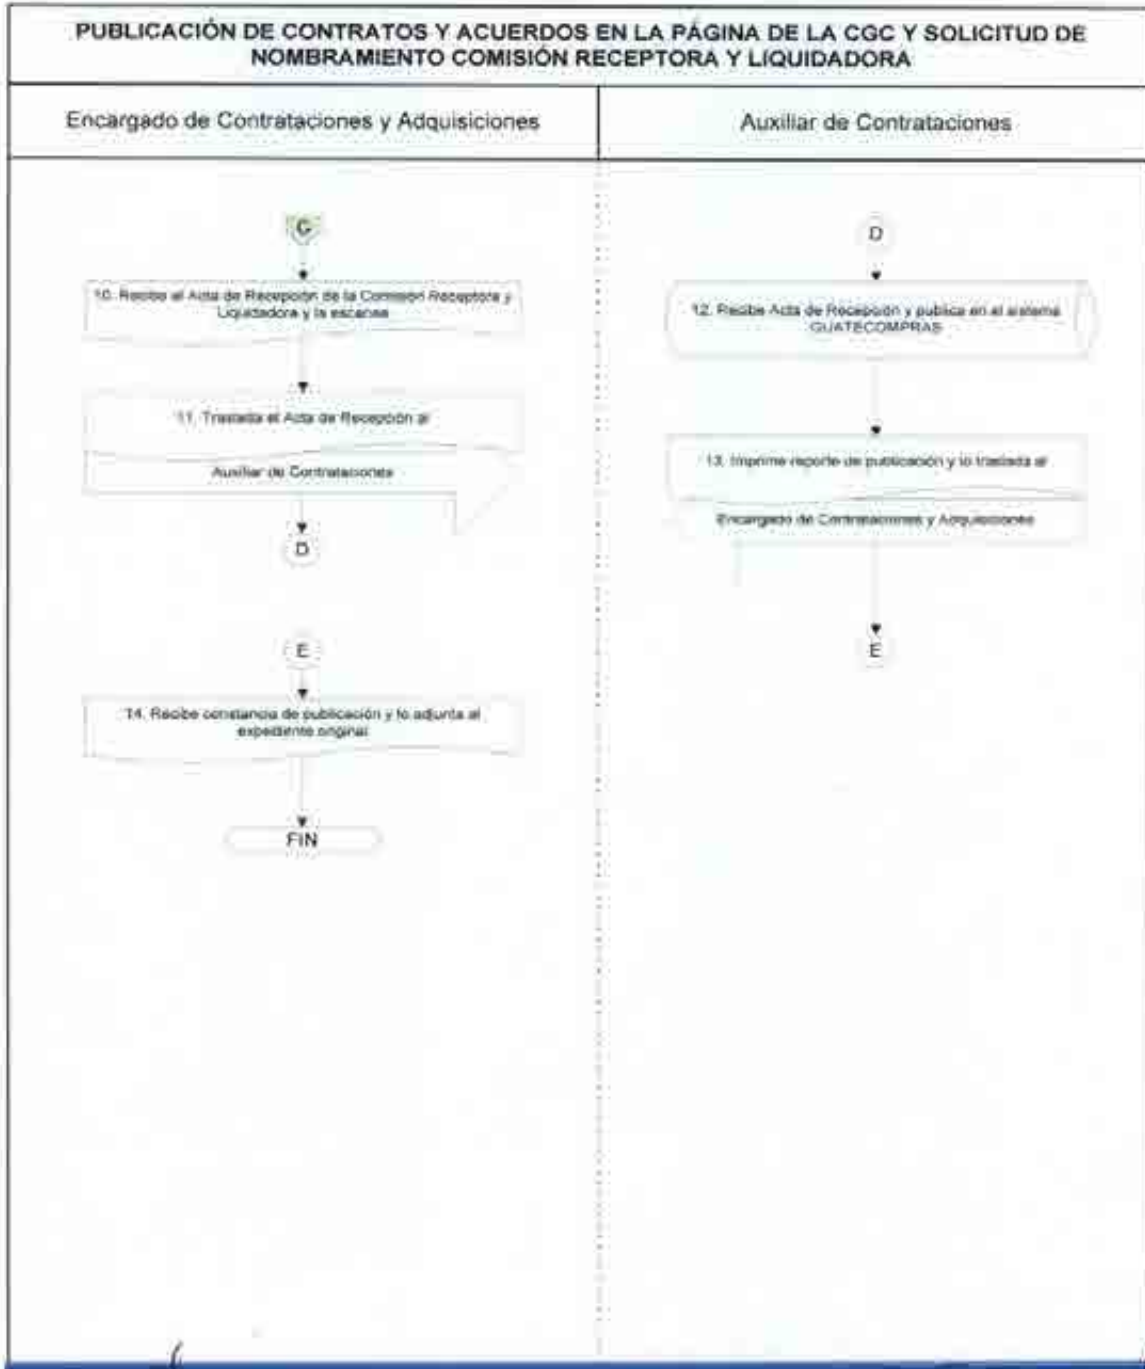 PUBLICACIÓN DE CONTRATOS Y ACUERDOS EN LA PÁGINA DE LA CGC Y SOLICITUD DE
NOMBRAMIENTO COMISIÓN RECEPTORA Y LIQUIDADORA
Encargado de Contrataciones y Adquisiciones
C
10. Recibe el Acta de Recepción de la Comisión Receptora y
Liquidadora y la escanea
11. Traslada el Acta de Recepción al
Auxiliar de Contrataciones
D
E
14. Recibe constancia de publicación y lo adjunta al
expediente original
FIN
Auxiliar de Contrataciones
D
12. Recibe Acta de Recepción y publica en el sistema
GUATECOMPRAS
13. Imprime reporte de publicación y lo traslada al
Encargado de Contrataciones y Adquisiciones
E